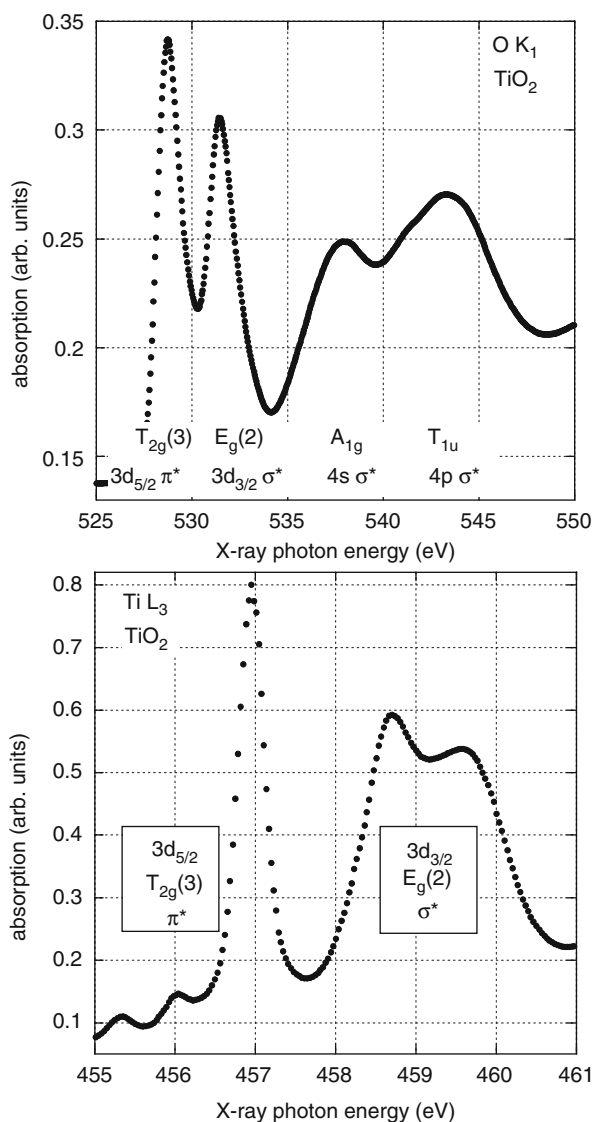 0.35
0.3
0.25
0.2
0.15
absorption (arb. units)
O K₁
TiO₂
T₂g(3) Eg(2) A₁g T₁u
3d₅/₂ π* 3d₃/₂ σ* 4s σ* 4p σ*
525 530 535 540 545 550
X-ray photon energy (eV)
0.8
0.7
0.6
0.5
0.4
0.3
0.2
0.1
absorption (arb. units)
Ti L₃
TiO₂
3d₅/₂
T₂g(3)
π*
3d₃/₂
Eg(2)
σ*
455 456 457 458 459 460 461
X-ray photon energy (eV)